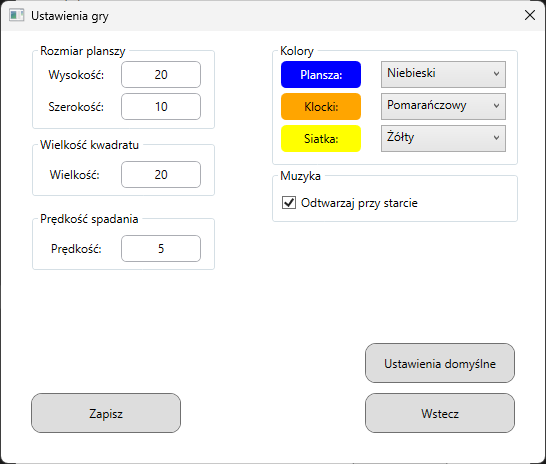 Ustawienia gry
Rozmiar planszy
Wysokość: 20
Szerokość: 10
Wielkość kwadratu
Wielkość: 20
Prędkość spadania
Prędkość: 5
Kolory
Plansza: Niebieski
Klocki: Pomarańczowy
Siatka: Żółty
Muzyka
Odtwarzaj przy starcie
Ustawienia domyślne
Zapisz
Wstecz